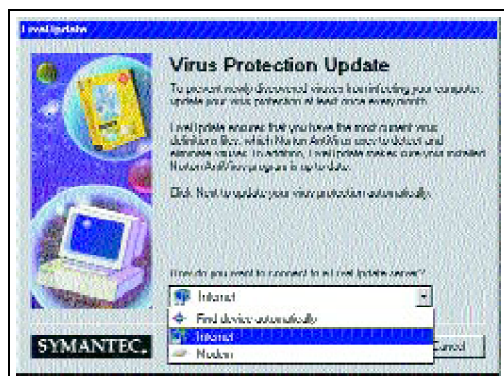 LiveUpdate
Virus Protection Update
To prevent newly discovered viruses from infecting your computer,
update your virus protection at least once every month.
LiveUpdate ensures that you have the most current virus
definitions files, which Norton AntiVirus uses to detect and
eliminate viruses. In addition, LiveUpdate makes sure your installed
Norton AntiVirus program is up to date.
Click Next to update your virus protection automatically.
How do you want to connect to a LiveUpdate server?
Internet
Find device automatically
Internet
Modem
Cancel
SYMANTEC.